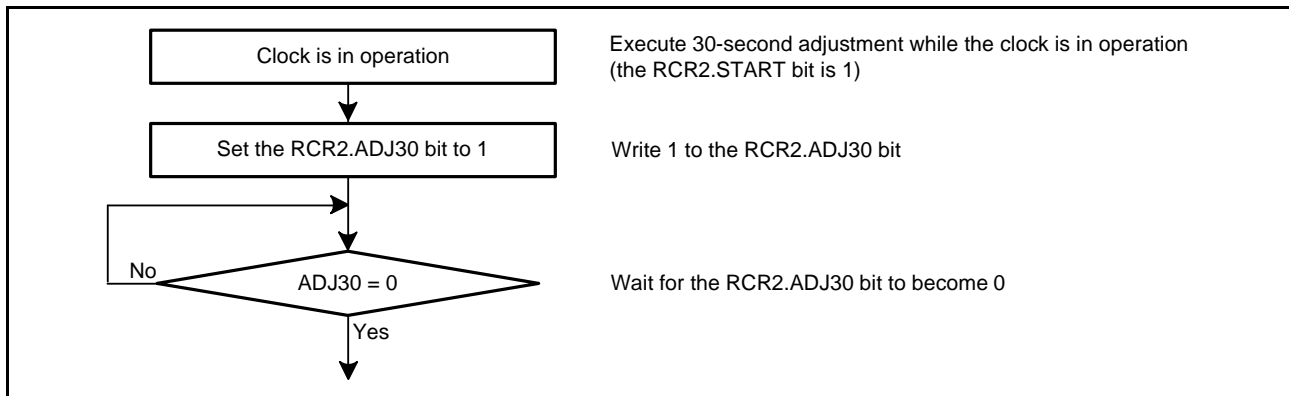 Clock is in operation
Execute 30-second adjustment while the clock is in operation
(the RCR2.START bit is 1)
Set the RCR2.ADJ30 bit to 1
Write 1 to the RCR2.ADJ30 bit
No
ADJ30 = 0
Wait for the RCR2.ADJ30 bit to become 0
Yes